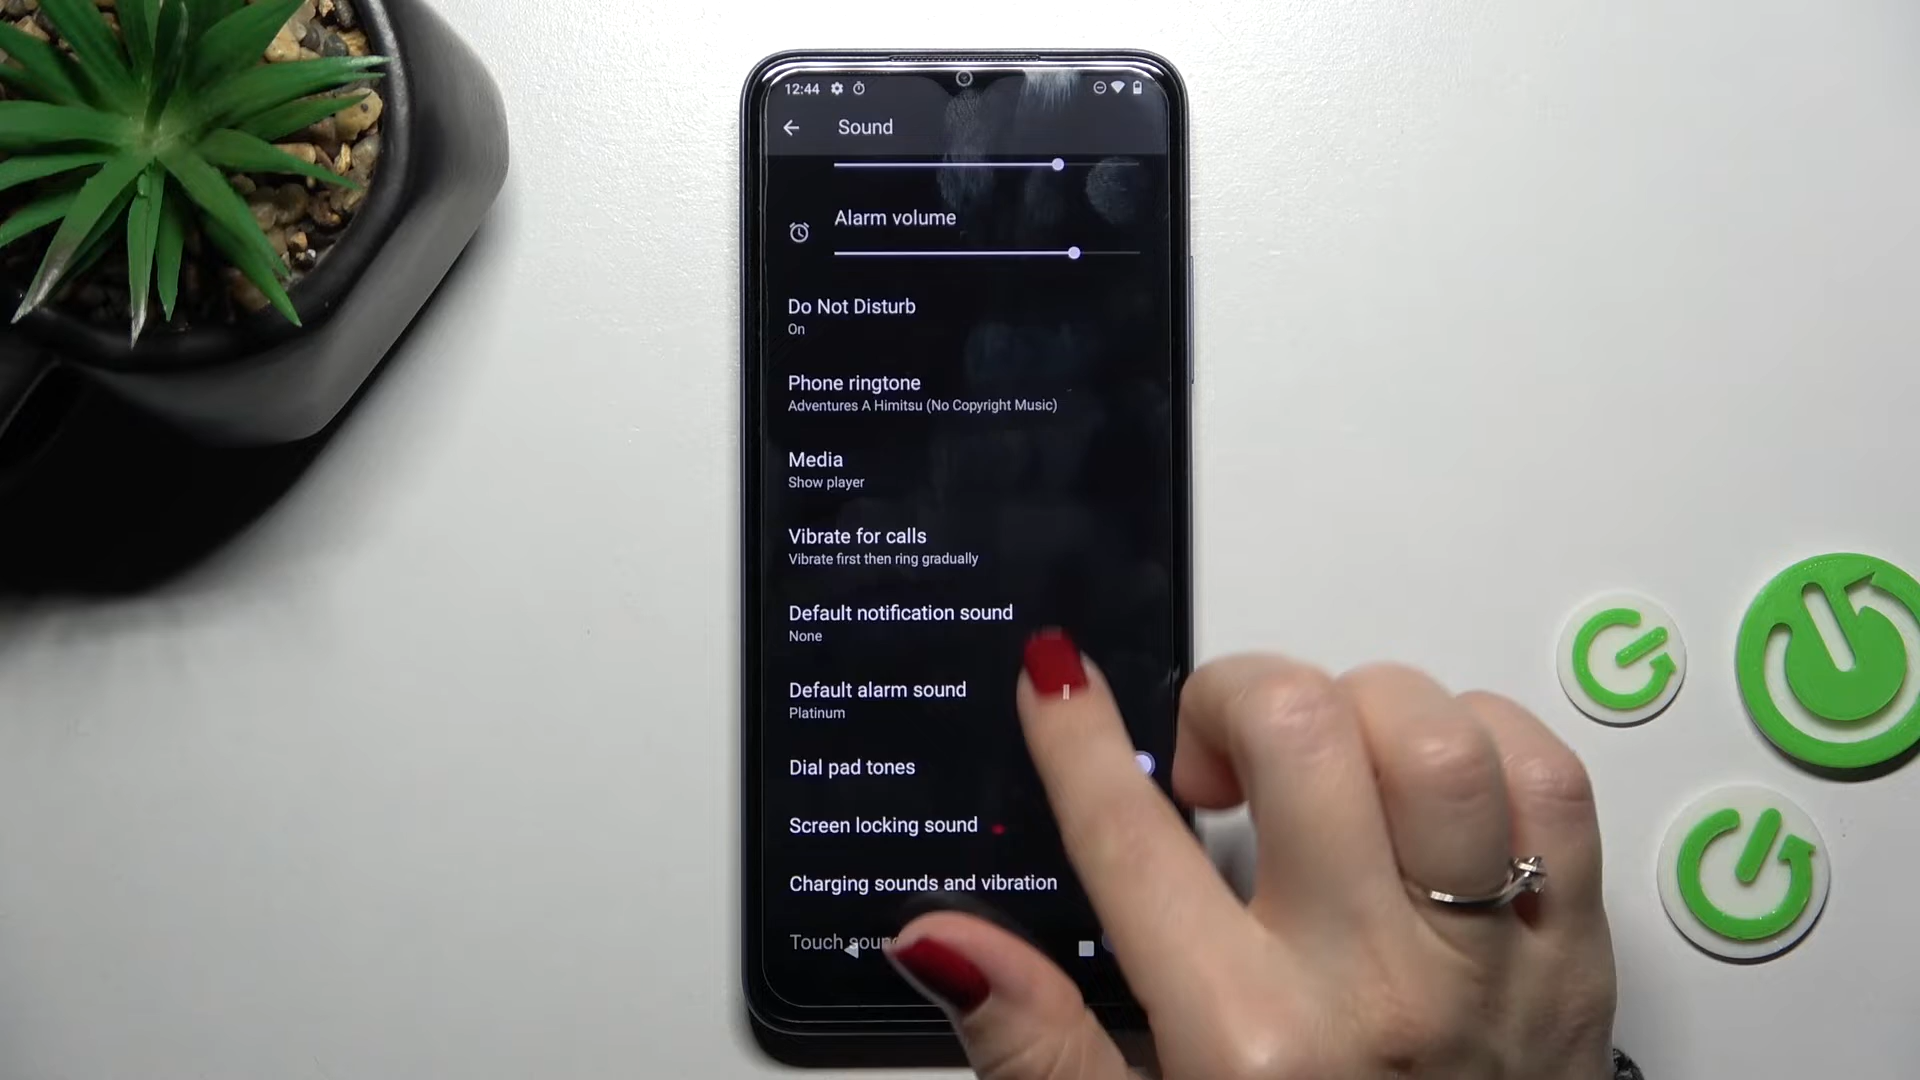 12:44
Sound
Alarm volume
Do Not Disturb
On
Phone ringtone
Adventures A Himitsu (No Copyright Music)
Media
Show player
Vibrate for calls
Vibrate first then ring gradually
Default notification sound
None
Default alarm sound
Platinum
Dial pad tones
Screen locking sound
Charging sounds and vibration
Touch